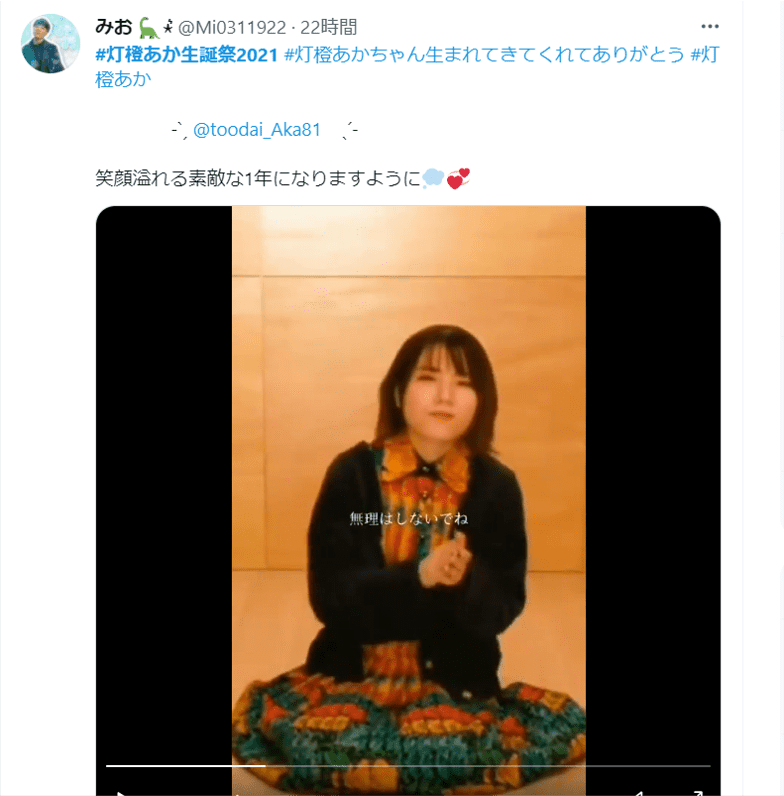 みお🦕 @Mi0311922 · 22時間
#灯橙あか生誕祭2021 #灯橙あかちゃん生まれてきてくれてありがとう #灯
橙あか
-ˋˏ @toodai_Aka81 ˎˊ-
笑顔溢れる素敵な1年になりますように💭💞
無理はしないでね